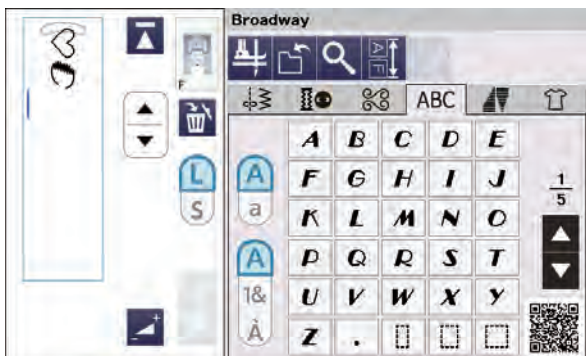 Broadway
F
A
F
ABC
A B C D E
L
S
A
a
F G H I J
1
5
K L M N O
A
1&
À
P Q R S T
U V W X Y
Z .